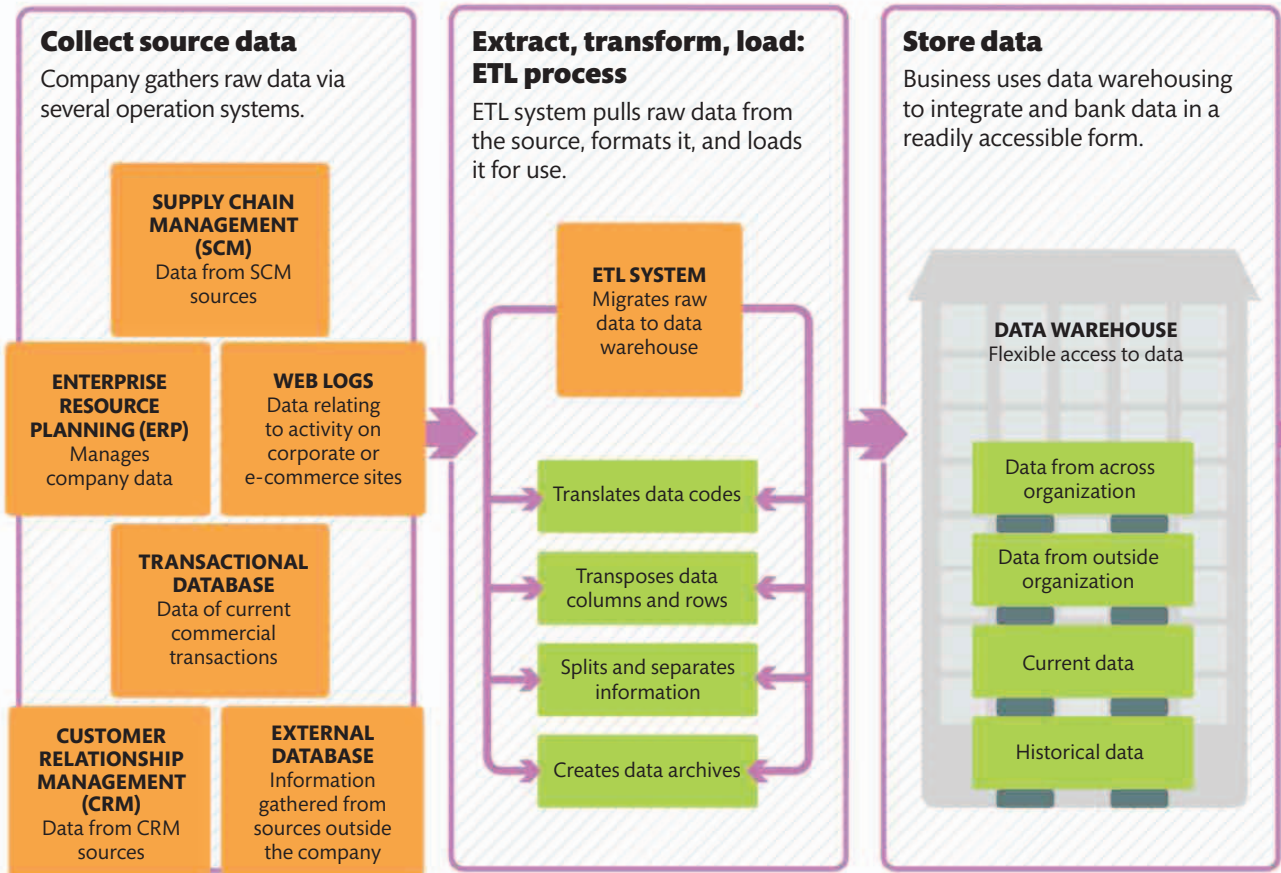 Collect source data
Company gathers raw data via
several operation systems.
SUPPLY CHAIN
MANAGEMENT
(SCM)
Data from SCM
sources
ENTERPRISE
RESOURCE
PLANNING (ERP)
Manages
company data
WEB LOGS
Data relating
to activity on
corporate or
e-commerce sites
TRANSACTIONAL
DATABASE
Data of current
commercial
transactions
CUSTOMER
RELATIONSHIP
MANAGEMENT
(CRM)
Data from CRM
sources
EXTERNAL
DATABASE
Information
gathered from
sources outside
the company
Extract, transform, load:
ETL process
ETL system pulls raw data from
the source, formats it, and loads
it for use.
ETL SYSTEM
Migrates raw
data to data
warehouse
Translates data codes
Transposes data
columns and rows
Splits and separates
information
Creates data archives
Store data
Business uses data warehousing
to integrate and bank data in a
readily accessible form.
DATA WAREHOUSE
Flexible access to data
Data from across
organization
Data from outside
organization
Current data
Historical data